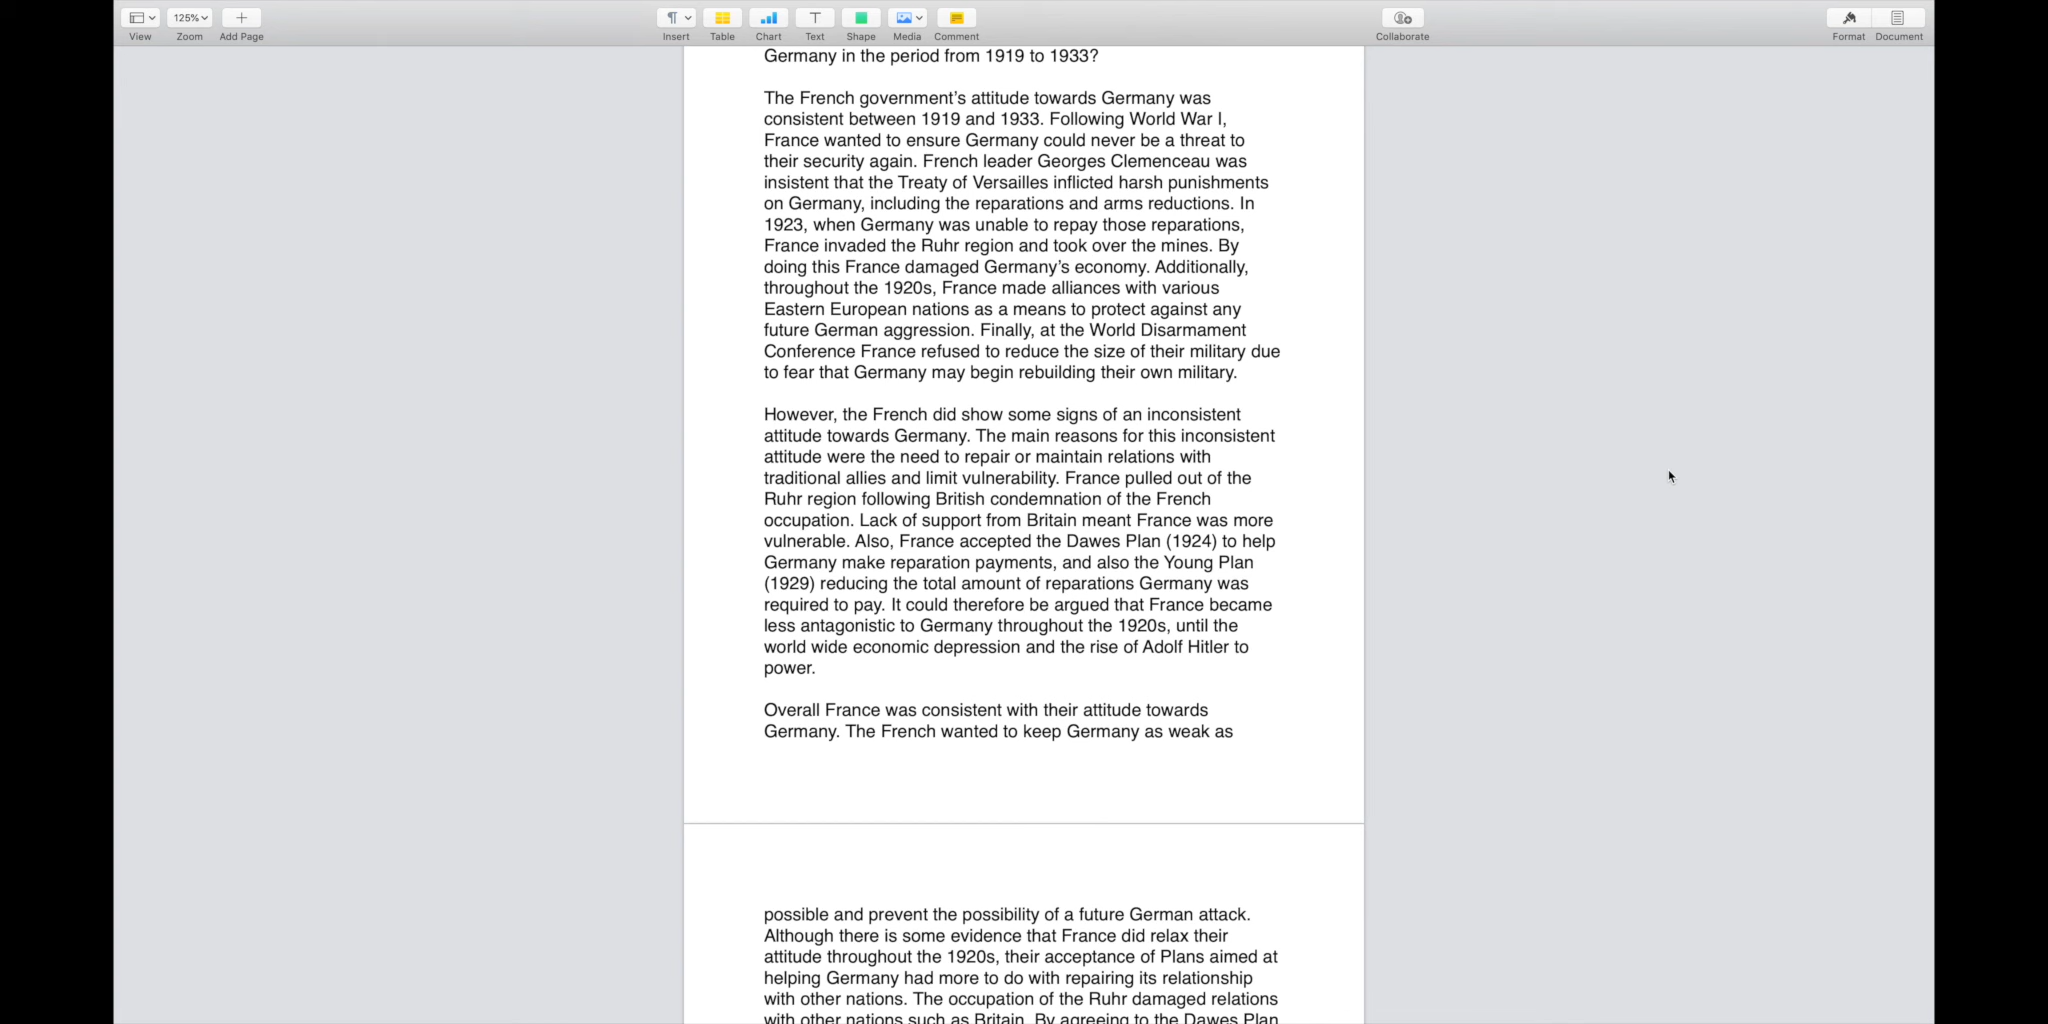 125%
View
Zoom
Add Page
Insert
Table
Chart
Text
Shape
Media
Comment
Collaborate
Format
Document
Germany in the period from 1919 to 1933?
The French government’s attitude towards Germany was
consistent between 1919 and 1933. Following World War I,
France wanted to ensure Germany could never be a threat to
their security again. French leader Georges Clemenceau was
insistent that the Treaty of Versailles inflicted harsh punishments
on Germany, including the reparations and arms reductions. In
1923, when Germany was unable to repay those reparations,
France invaded the Ruhr region and took over the mines. By
doing this France damaged Germany’s economy. Additionally,
throughout the 1920s, France made alliances with various
Eastern European nations as a means to protect against any
future German aggression. Finally, at the World Disarmament
Conference France refused to reduce the size of their military due
to fear that Germany may begin rebuilding their own military.
However, the French did show some signs of an inconsistent
attitude towards Germany. The main reasons for this inconsistent
attitude were the need to repair or maintain relations with
traditional allies and limit vulnerability. France pulled out of the
Ruhr region following British condemnation of the French
occupation. Lack of support from Britain meant France was more
vulnerable. Also, France accepted the Dawes Plan (1924) to help
Germany make reparation payments, and also the Young Plan
(1929) reducing the total amount of reparations Germany was
required to pay. It could therefore be argued that France became
less antagonistic to Germany throughout the 1920s, until the
world wide economic depression and the rise of Adolf Hitler to
power.
Overall France was consistent with their attitude towards
Germany. The French wanted to keep Germany as weak as
possible and prevent the possibility of a future German attack.
Although there is some evidence that France did relax their
attitude throughout the 1920s, their acceptance of Plans aimed at
helping Germany had more to do with repairing its relationship
with other nations. The occupation of the Ruhr damaged relations
with other nations such as Britain. By agreeing to the Dawes Plan